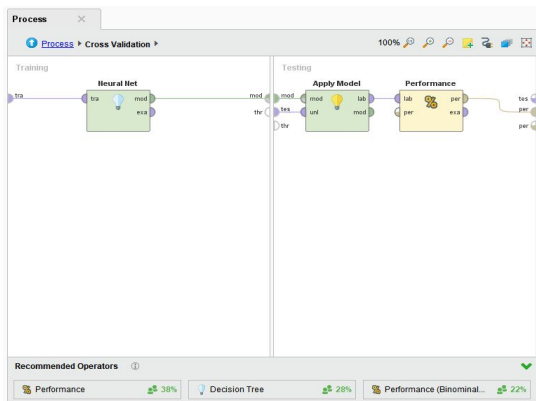 Process
Process Cross Validation
100%
Training
Testing
Neural Net
Apply Model
Performance
tra
tra
mod
exa
mod
thr
mod
tes
thr
mod
unl
lab
mod
lab
per
per
exa
tes
per
per
Recommended Operators
Performance 38%
Decision Tree 28%
Performance (Binominal... 22%